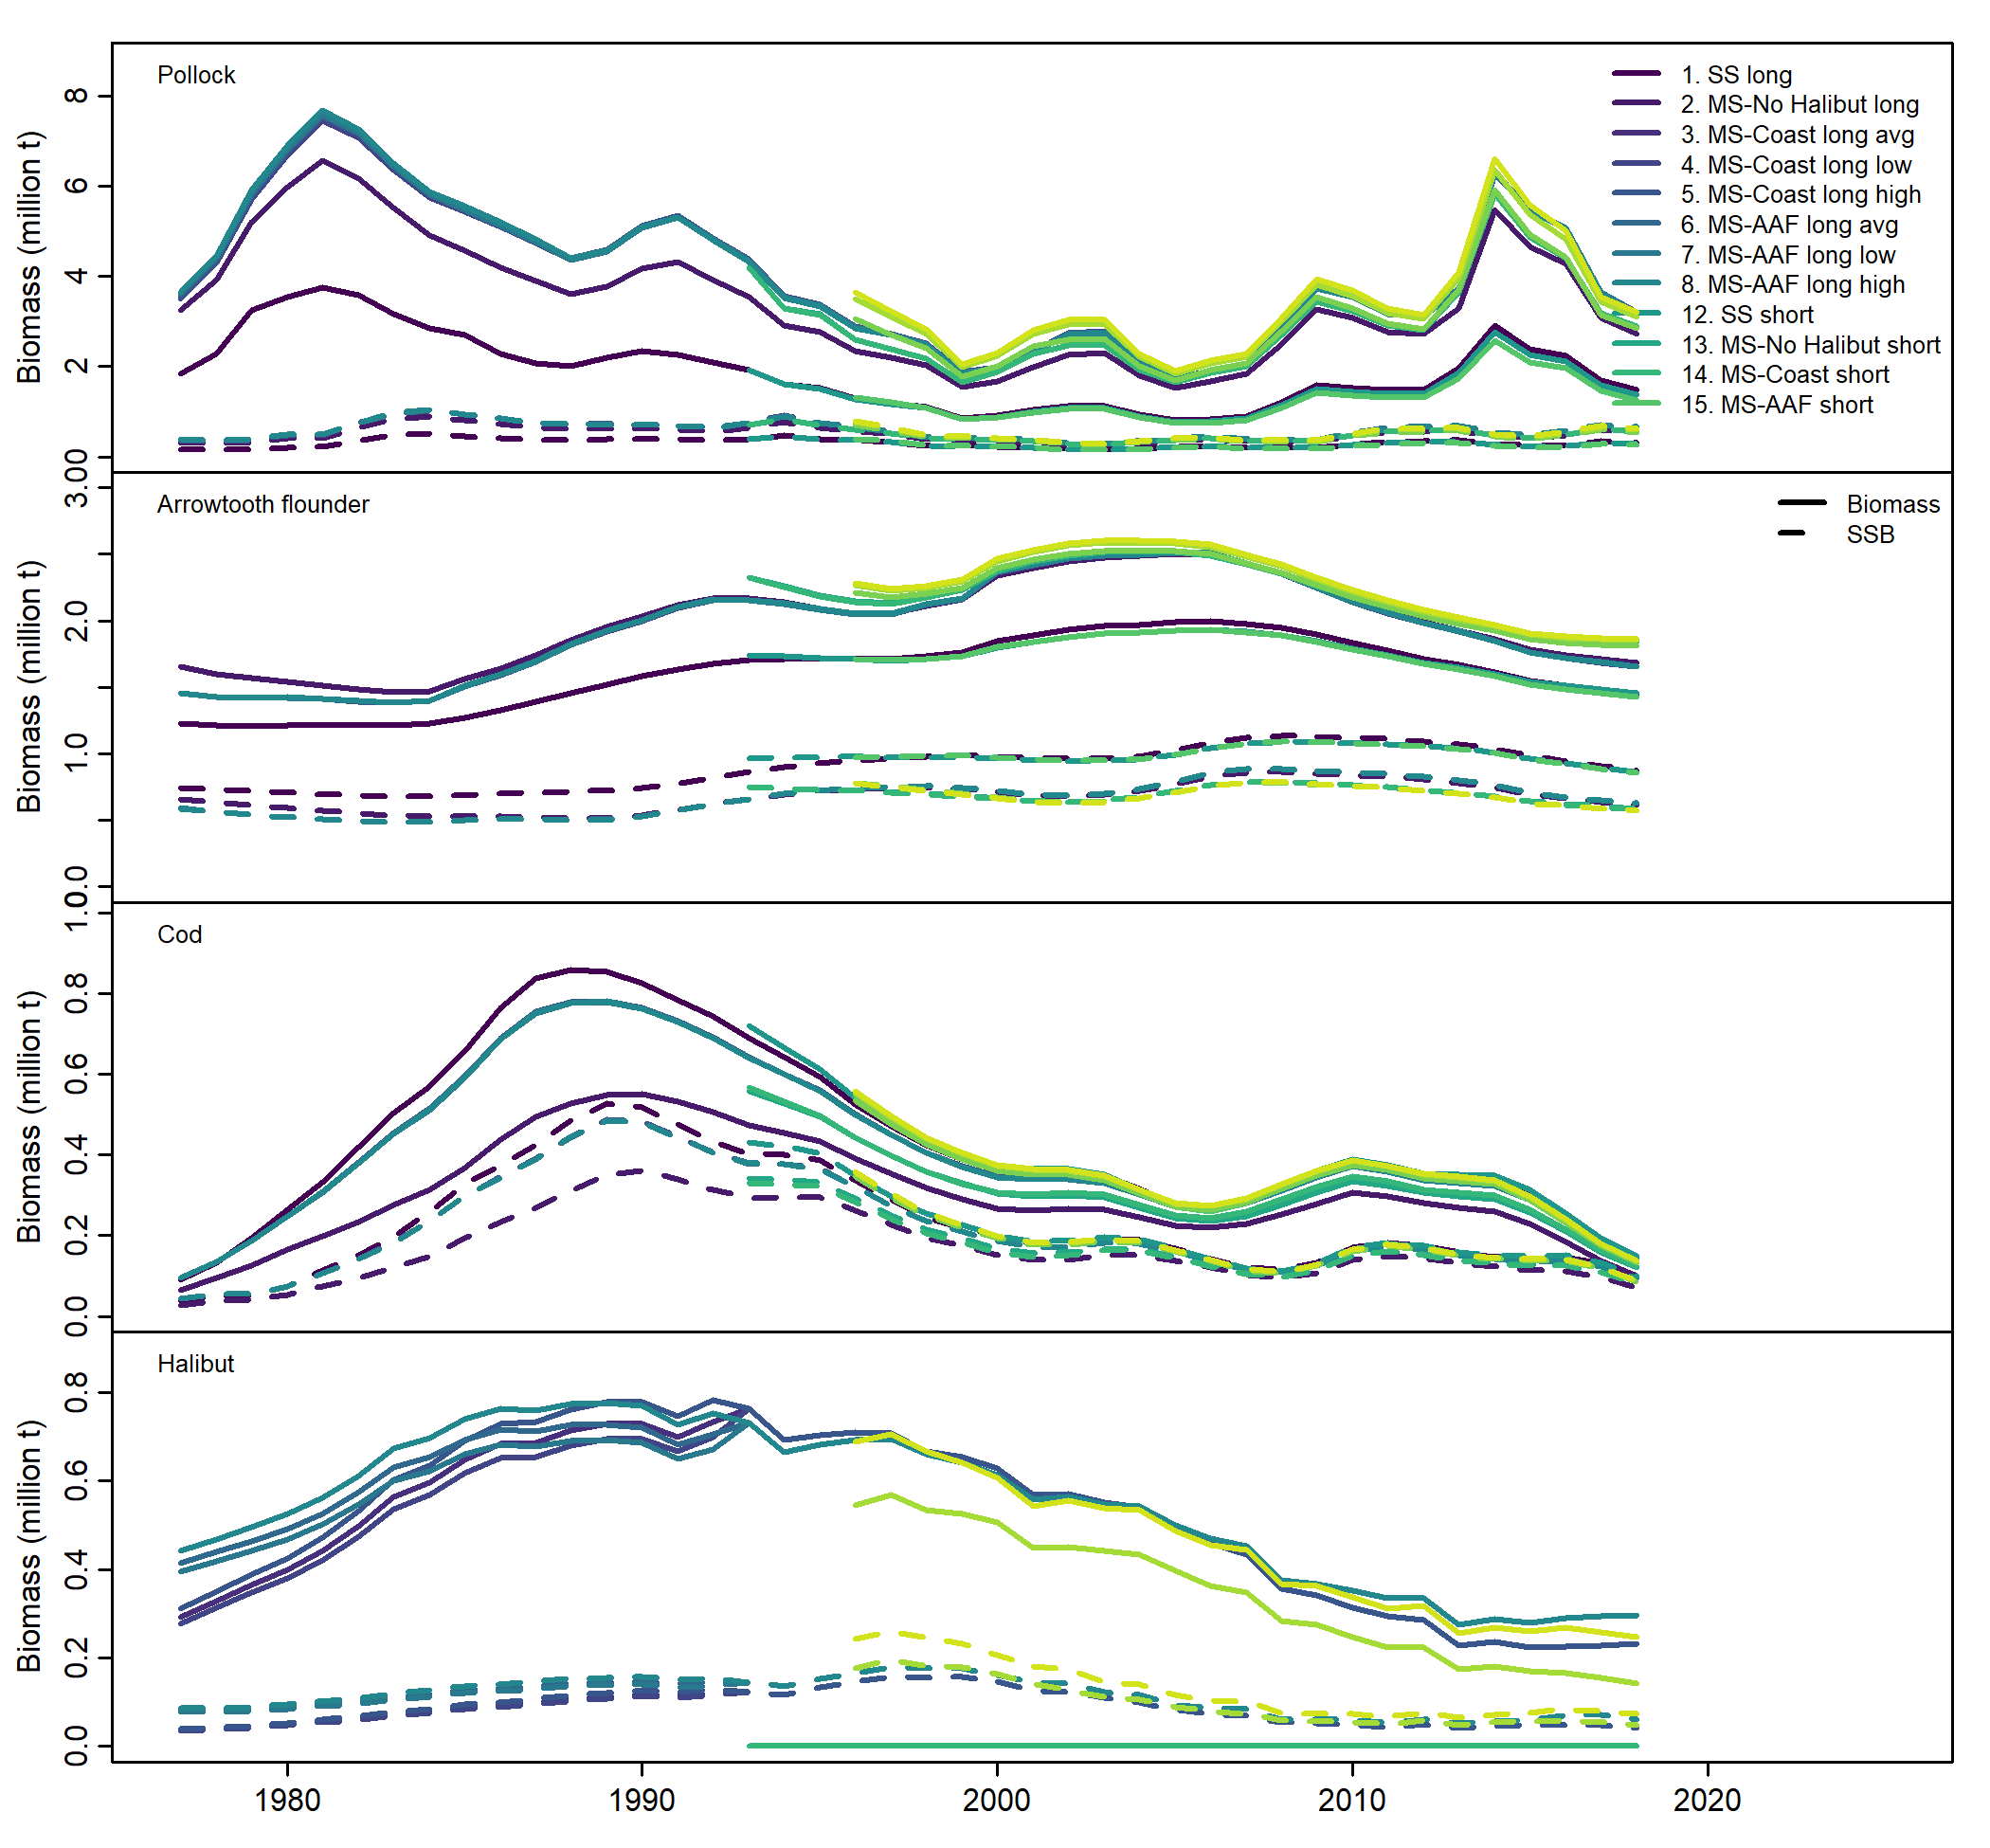 Pollock
1. SS long
2. MS-No Halibut long
3. MS-Coast long avg
4. MS-Coast long low
5. MS-Coast long high
6. MS-AAF long avg
7. MS-AAF long low
8. MS-AAF long high
12. SS short
13. MS-No Halibut short
14. MS-Coast short
15. MS-AAF short
Biomass (million t)
8
6
4
2
0
Arrowtooth flounder
Biomass
SSB
Biomass (million t)
3.0
2.0
1.0
0.0
Cod
Biomass (million t)
1.0
0.8
0.6
0.4
0.2
0.0
Halibut
Biomass (million t)
0.8
0.6
0.4
0.2
0.0
1980 1990 2000 2010 2020